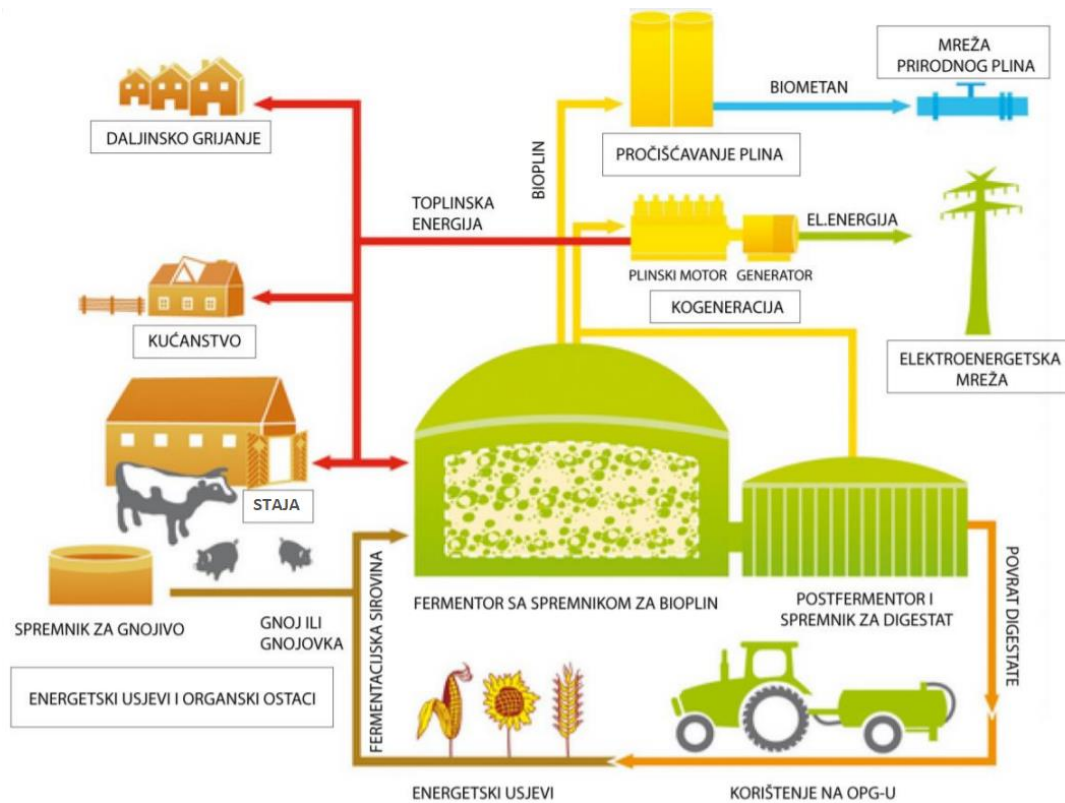 MREŽA
PRIRODNOG PLINA
BIOMETAN
DALJINSKO GRIJANJE
PROČIŠĆAVANJE PLINA
BIOPLIN
TOPLINSKA
ENERGIJA
EL.ENERGIJA
PLINSKI MOTOR
GENERATOR
KOGENERACIJA
KUĆANSTVO
ELEKTROENERGETSKA
MREŽA
STAJA
FERMENTOR SA SPREMNIKOM ZA BIOPLIN
POSTFERMENTOR I
SPREMNIK ZA DIGESTAT
POVRAT DIGESTATE
SPREMNIK ZA GNOJIVO
GNOJ ILI
GNOJOVKA
FERMENTACIJSKA SIROVINA
ENERGETSKI USJEVI I ORGANSKI OSTACI
ENERGETSKI USJEVI
KORIŠTENJE NA OPG-U